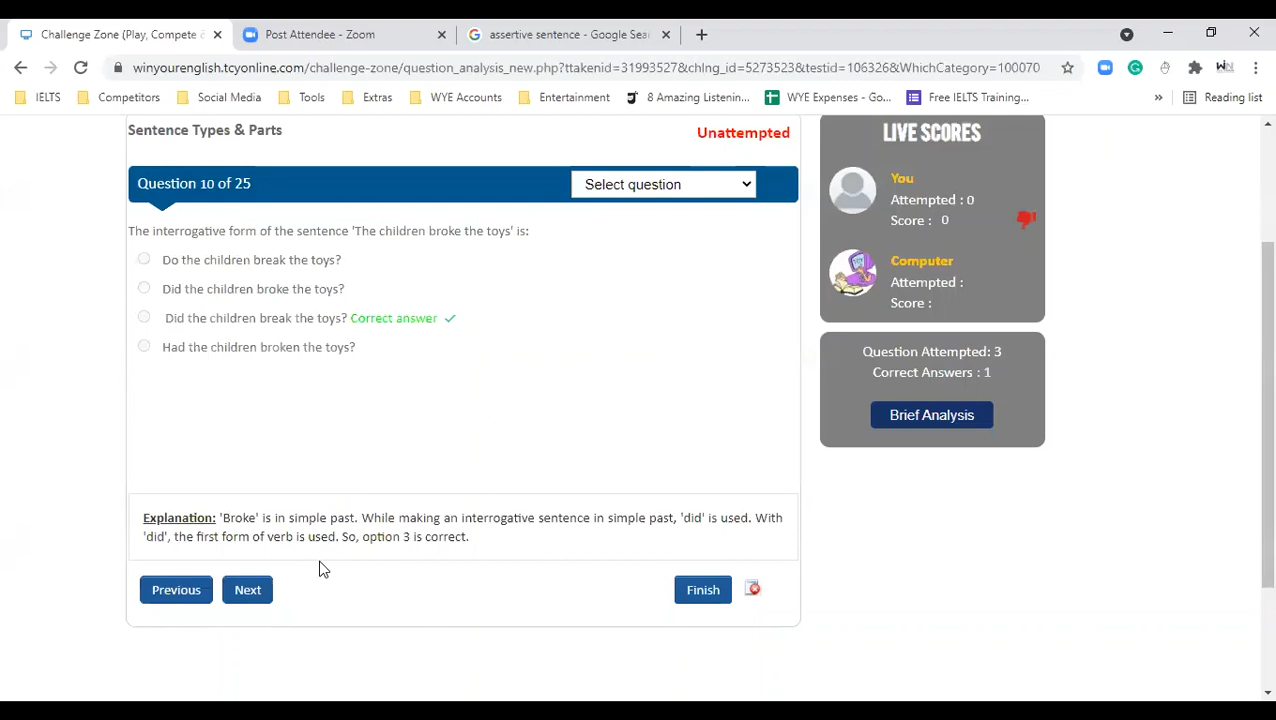 Challenge Zone (Play, Compete &
Post Attendee - Zoom
assertive sentence - Google Sea
winyourenglish.tcyonline.com/challenge-zone/question_analysis_new.php?ttakenid=31993527&chlng_id=5273523&testid=106326&WhichCategory=100070
IELTS
Competitors
Social Media
Tools
Extras
WYE Accounts
Entertainment
8 Amazing Listenin...
WYE Expenses - Go...
Free IELTS Training...
»
Reading list
Sentence Types & Parts
Unattempted
Question 10 of 25
Select question
The interrogative form of the sentence 'The children broke the toys' is:
Do the children break the toys?
Did the children broke the toys?
Did the children break the toys? Correct answer
Had the children broken the toys?
Explanation: 'Broke' is in simple past. While making an interrogative sentence in simple past, 'did' is used. With
'did', the first form of verb is used. So, option 3 is correct.
Previous
Next
Finish
LIVE SCORES
You
Attempted : 0
Score : 0
Computer
Attempted :
Score :
Question Attempted: 3
Correct Answers : 1
Brief Analysis